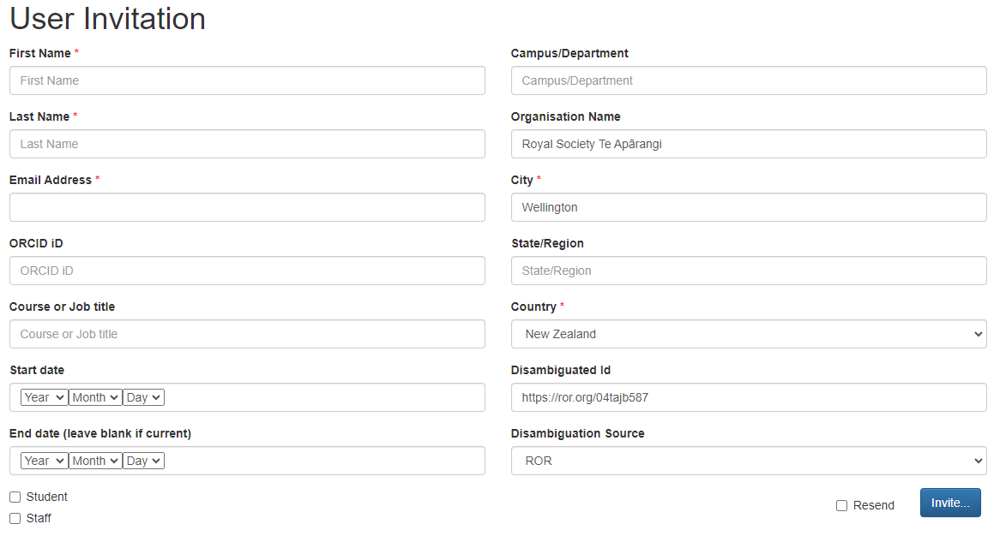 User Invitation
First Name *
First Name
Last Name *
Last Name
Email Address *
ORCID iD
ORCID iD
Course or Job title
Course or Job title
Start date
Year Month Day
End date (leave blank if current)
Year Month Day
Student
Staff
Campus/Department
Campus/Department
Organisation Name
Royal Society Te Apārangi
City *
Wellington
State/Region
State/Region
Country *
New Zealand
Disambiguated Id
https://ror.org/04tajb587
Disambiguation Source
ROR
Resend Invite...